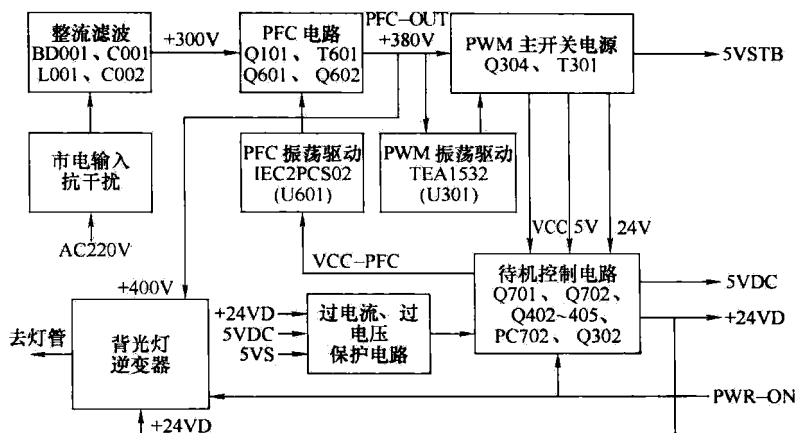 整流滤波
BD001、C001
L001、C002
+300V
PFC 电路
Q101、T601
Q601、Q602
PFC-OUT
+380V
PWM 主开关电源
Q304、T301
5VSTB
市电输入
抗干扰
AC220V
PFC 振荡驱动
IEC2PCS02
(U601)
PWM 振荡驱动
TEA1532
(U301)
VCC
5V
24V
VCC-PFC
待机控制电路
Q701、Q702、
Q402~405、
PC702、Q302
5VDC
+24VD
+400V
背光灯
逆变器
去灯管
+24VD
5VDC
5VS
过电流、过
电压
保护电路
PWR-ON
+24VD